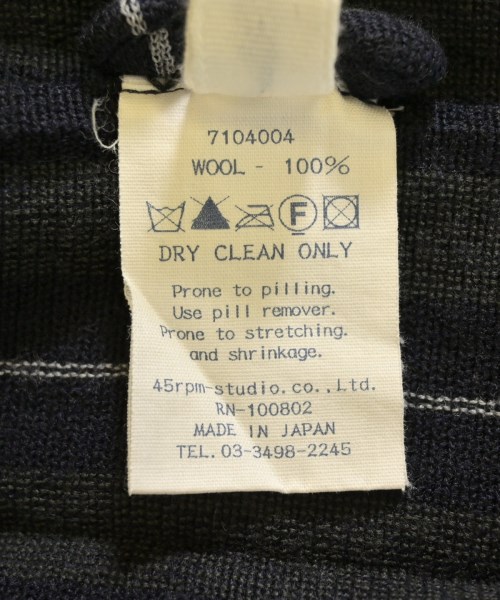 7104004
WOOL - 100%
F
DRY CLEAN ONLY
Prone to pilling.
Use pill remover.
Prone to stretching.
and shrinkage.
45rpm-studio.co.,Ltd.
RN-100802
MADE IN JAPAN
TEL. 03-3498-2245